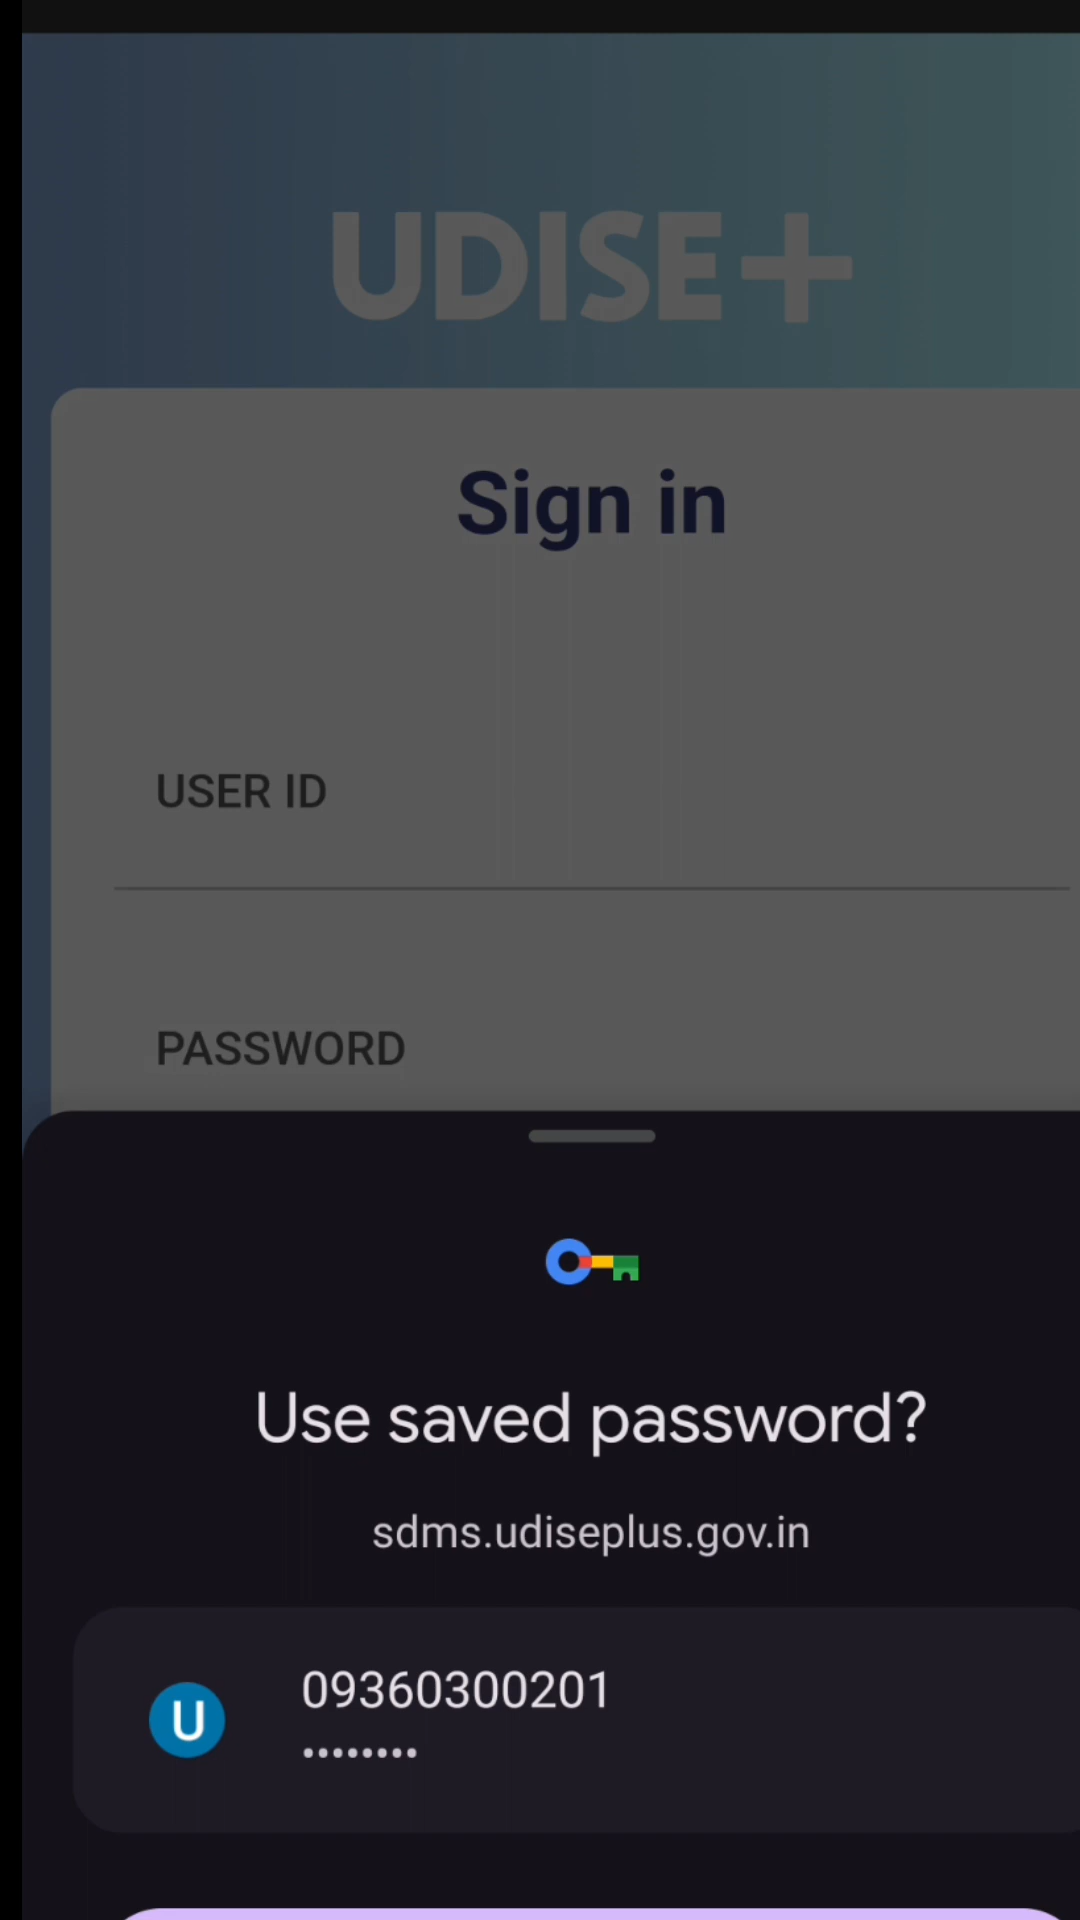 UDISE+
Sign in
USER ID
PASSWORD
Use saved password?
sdms.udiseplus.gov.in
U
09360300201
••••••••